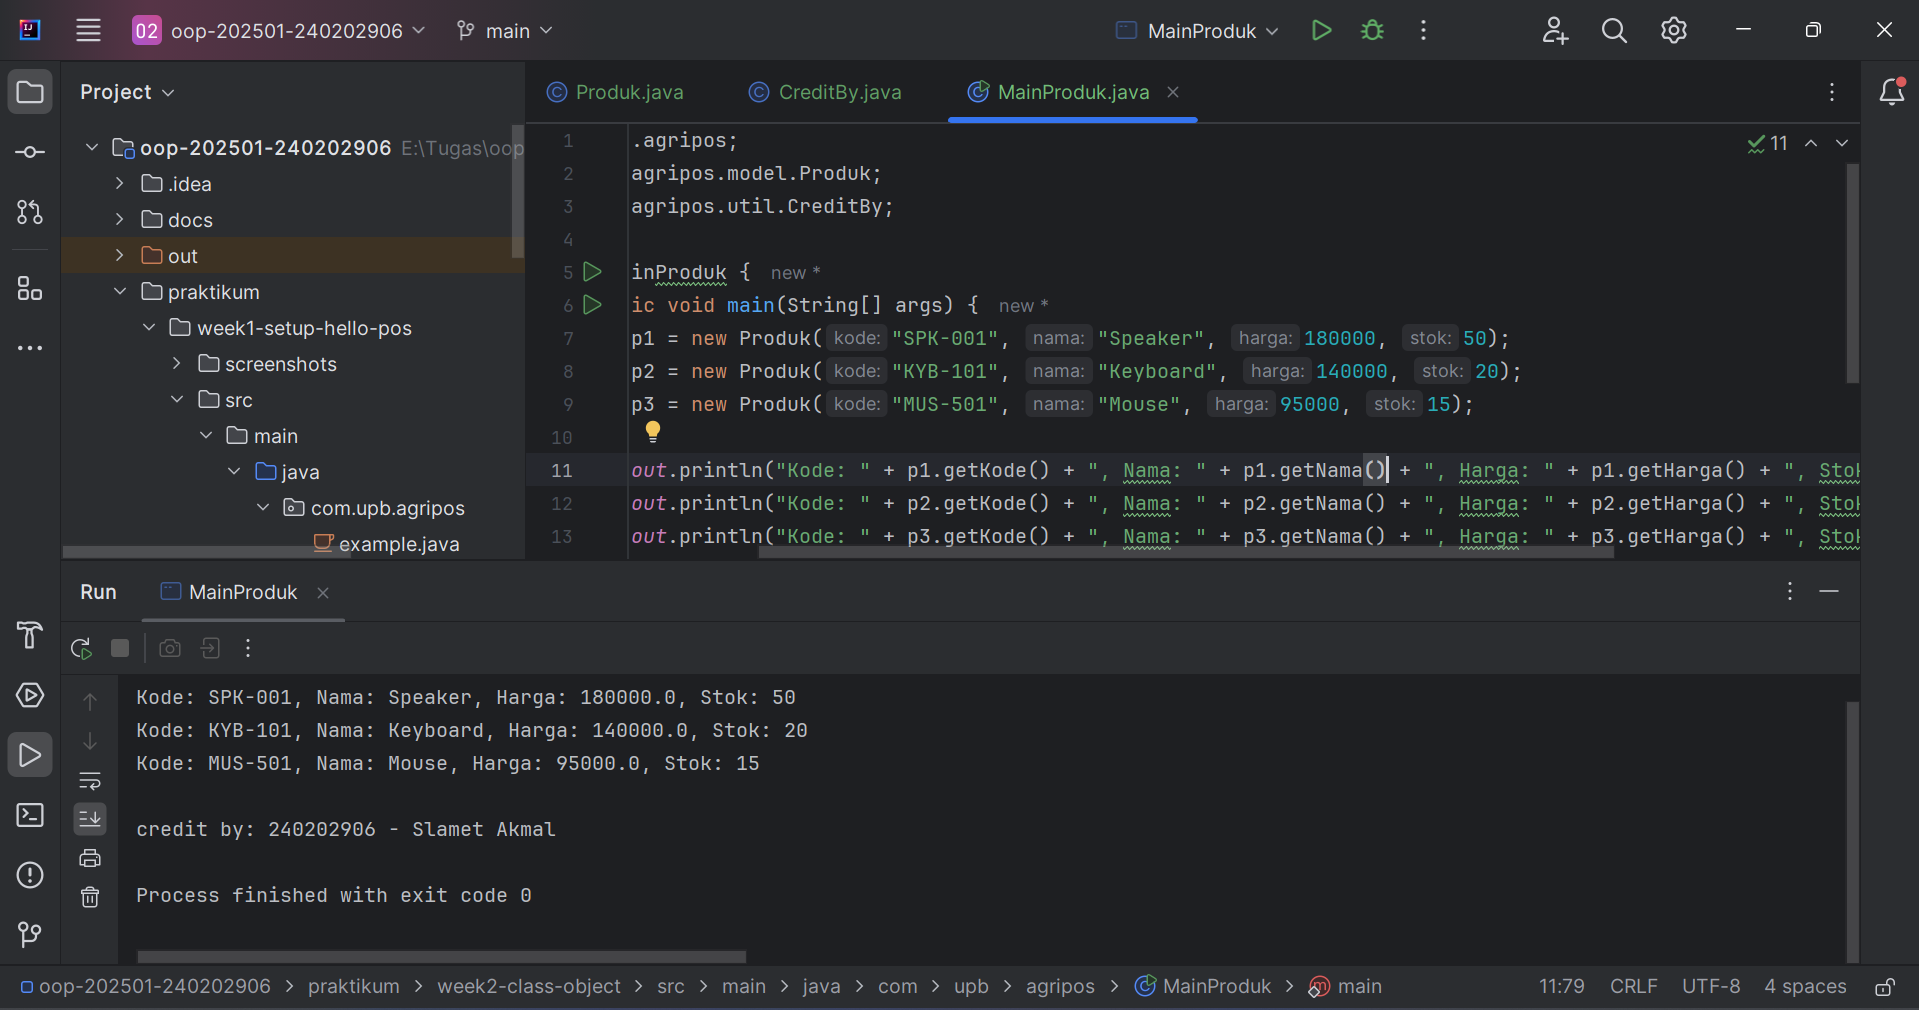 02 oop-202501-240202906 main MainProduk
Project
Produk.java CreditBy.java MainProduk.java
oop-202501-240202906 E:\Tugas\oop
.idea
docs
out
praktikum
week1-setup-hello-pos
screenshots
src
main
java
com.upb.agripos
example.java
11
1 .agripos;
2 agripos.model.Produk;
3 agripos.util.CreditBy;
4
5 inProduk { new *
6 ic void main(String[] args) { new *
7 p1 = new Produk( kode: "SPK-001", nama: "Speaker", harga: 180000, stok: 50);
8 p2 = new Produk( kode: "KYB-101", nama: "Keyboard", harga: 140000, stok: 20);
9 p3 = new Produk( kode: "MUS-501", nama: "Mouse", harga: 95000, stok: 15);
10
11 out.println("Kode: " + p1.getKode() + ", Nama: " + p1.getNama() + ", Harga: " + p1.getHarga() + ", Stok
12 out.println("Kode: " + p2.getKode() + ", Nama: " + p2.getNama() + ", Harga: " + p2.getHarga() + ", Stok
13 out.println("Kode: " + p3.getKode() + ", Nama: " + p3.getNama() + ", Harga: " + p3.getHarga() + ", Stok
Run MainProduk
Kode: SPK-001, Nama: Speaker, Harga: 180000.0, Stok: 50
Kode: KYB-101, Nama: Keyboard, Harga: 140000.0, Stok: 20
Kode: MUS-501, Nama: Mouse, Harga: 95000.0, Stok: 15
credit by: 240202906 - Slamet Akmal
Process finished with exit code 0
oop-202501-240202906 > praktikum > week2-class-object > src > main > java > com > upb > agripos > MainProduk > main 11:79 CRLF UTF-8 4 spaces